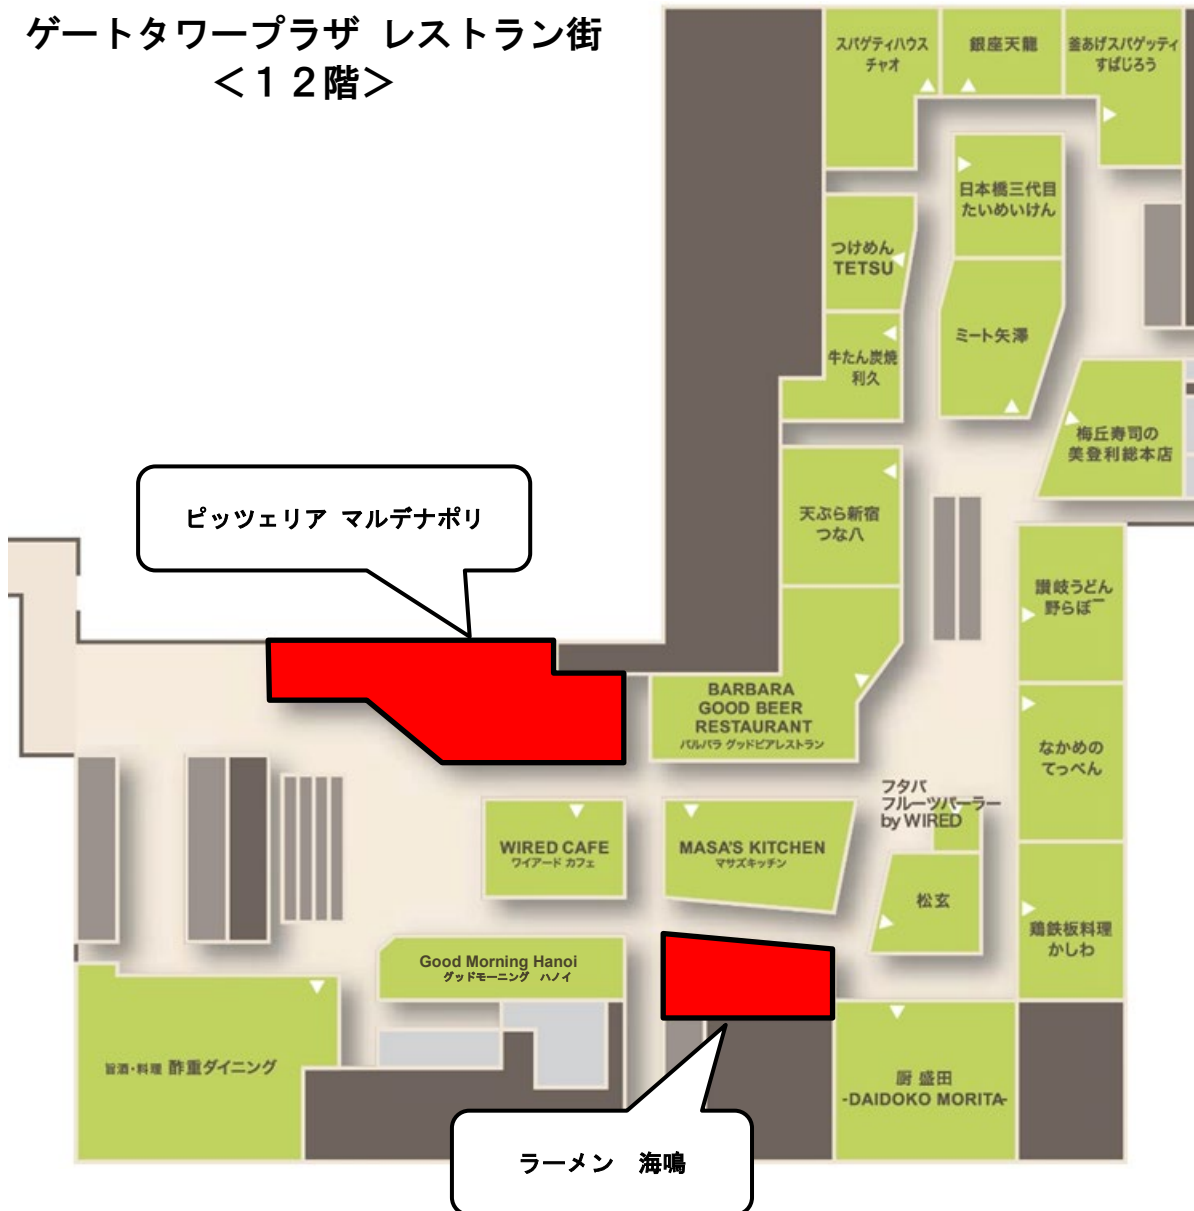 ゲートタワープラザ レストラン街
＜１２階＞
スパゲティハウス
チャオ
銀座天龍
釜あげスパゲッティ
すぱじろう
日本橋三代目
たいめいけん
つけめん
TETSU
ミート矢澤
牛たん炭焼
利久
梅丘寿司の
美登利総本店
ピッツェリア マルデナポリ
天ぷら新宿
つな八
讃岐うどん
野らぼー
BARBARA
GOOD BEER
RESTAURANT
バルバラ グッドビアレストラン
なかめの
てっぺん
フタバ
フルーツパーラー
by WIRED
WIRED CAFE
ワイアード カフェ
MASA'S KITCHEN
マサズキッチン
松玄
鶏鉄板料理
かしわ
Good Morning Hanoi
グッドモーニング ハノイ
旨酒・料理 酢重ダイニング
厨 盛田
-DAIDOKO MORITA-
ラーメン 海鳴